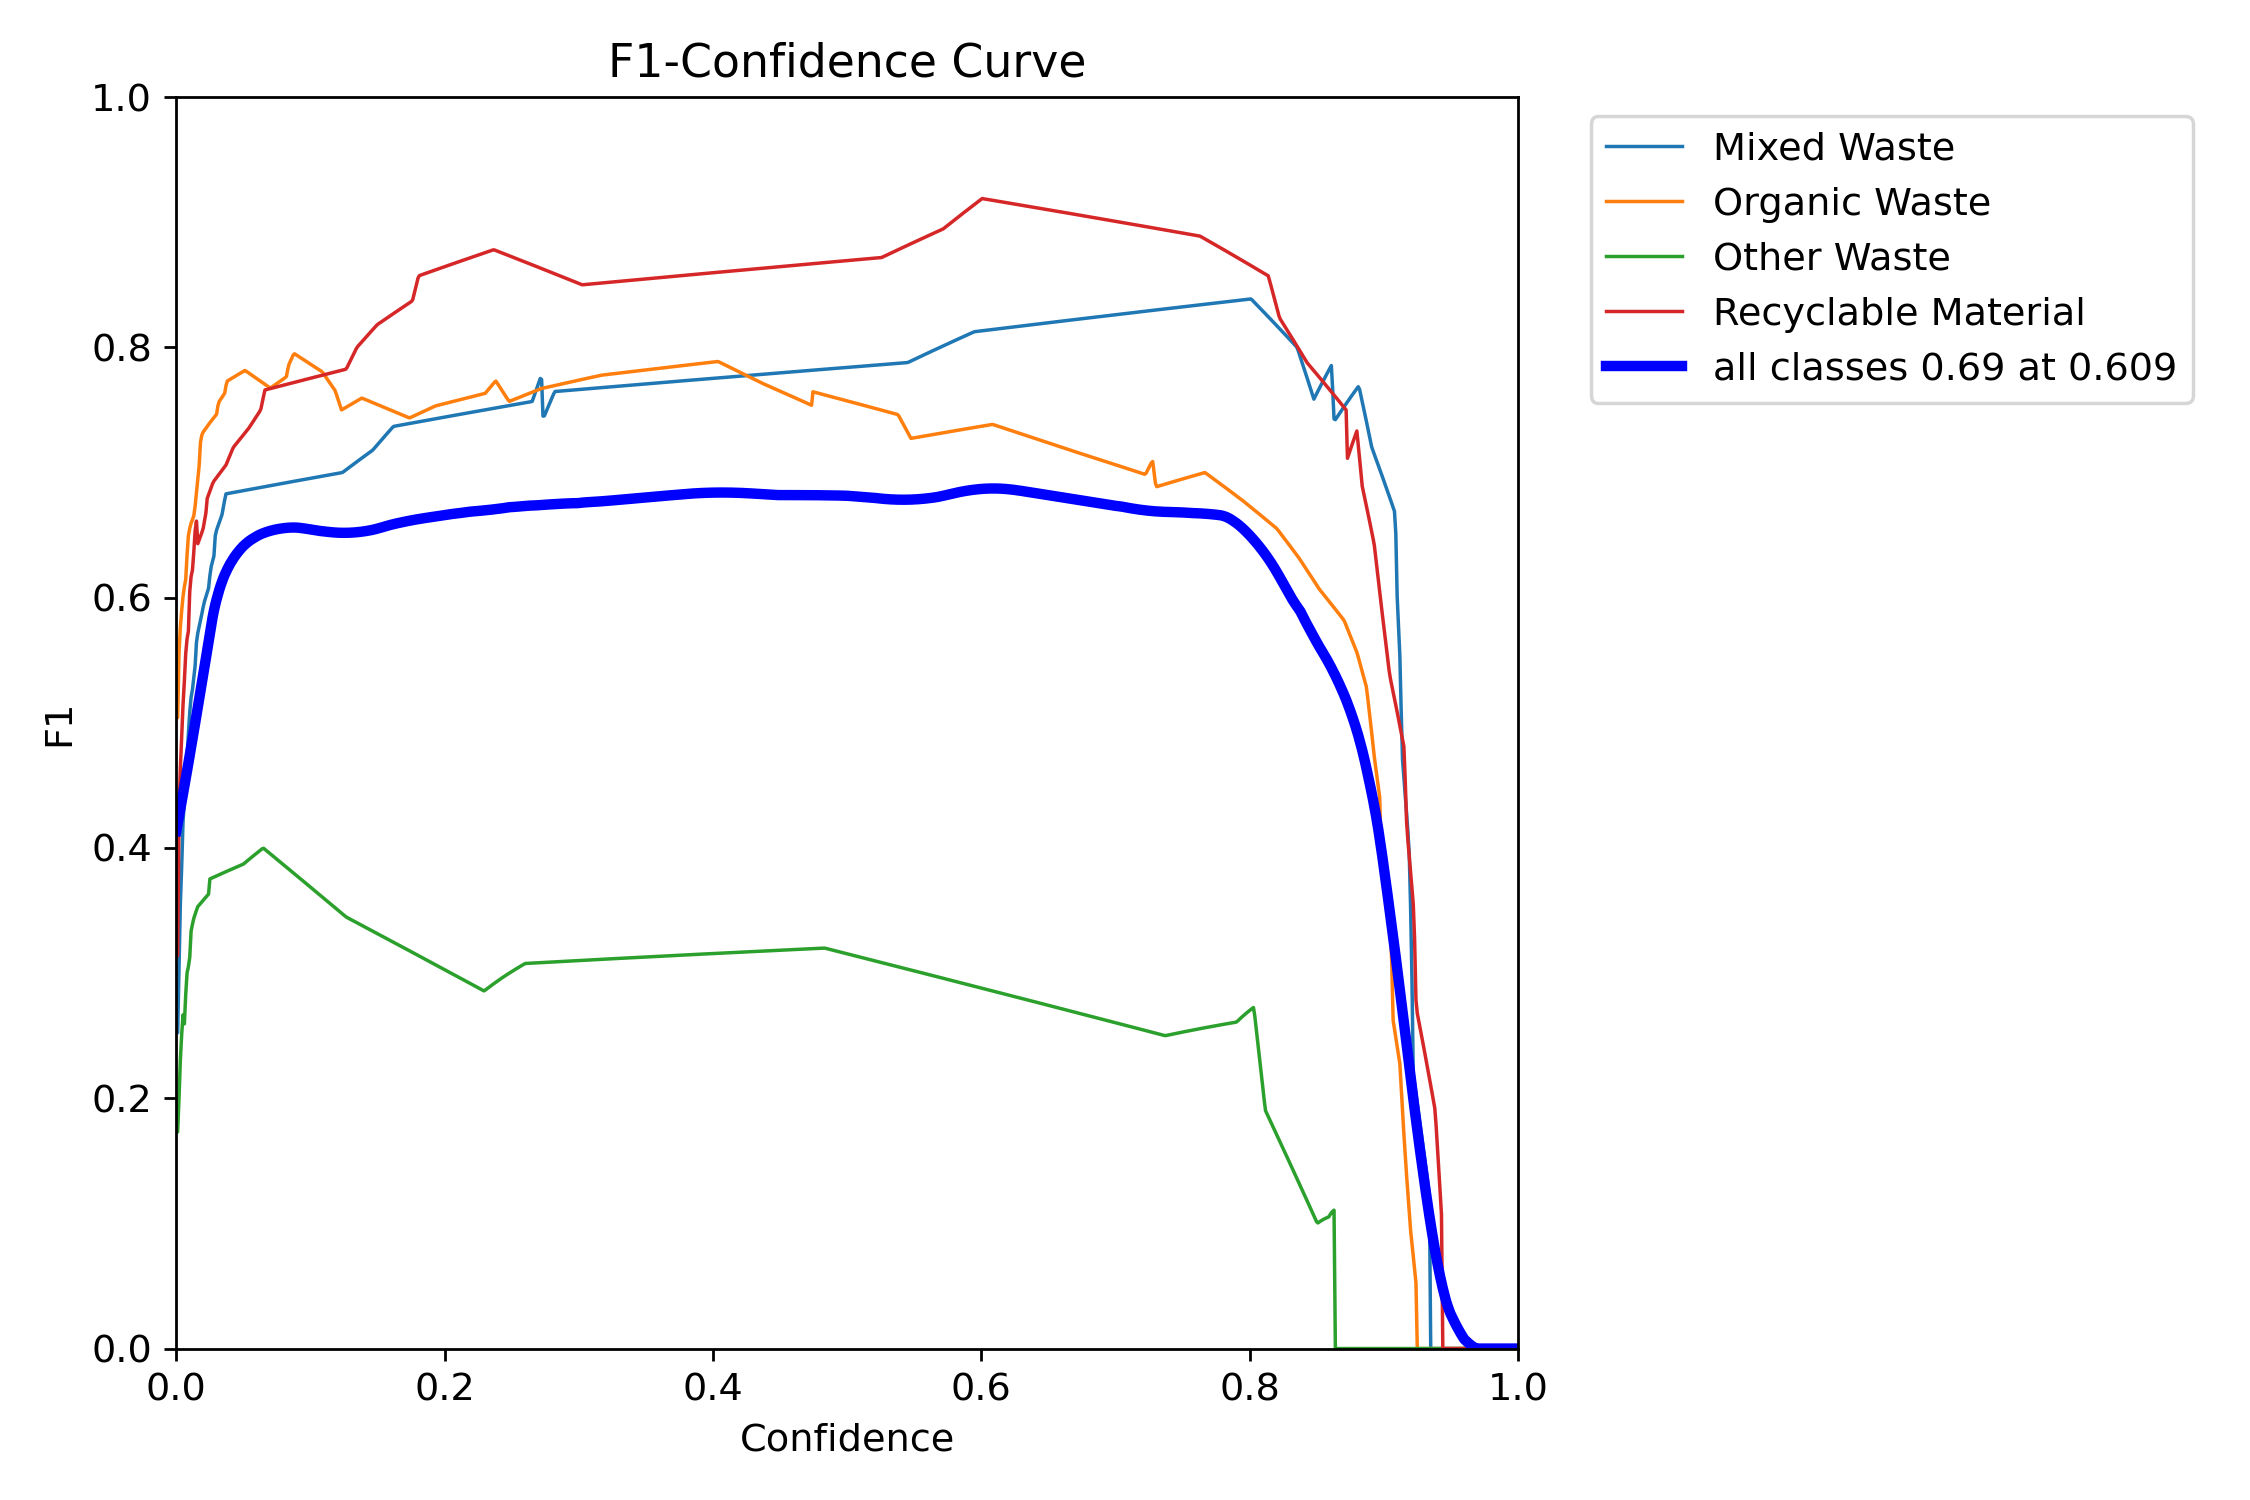 F1-Confidence Curve
1.0
0.8
0.6
0.4
0.2
0.0
F1
0.0 0.2 0.4 0.6 0.8 1.0
Confidence
Mixed Waste
Organic Waste
Other Waste
Recyclable Material
all classes 0.69 at 0.609